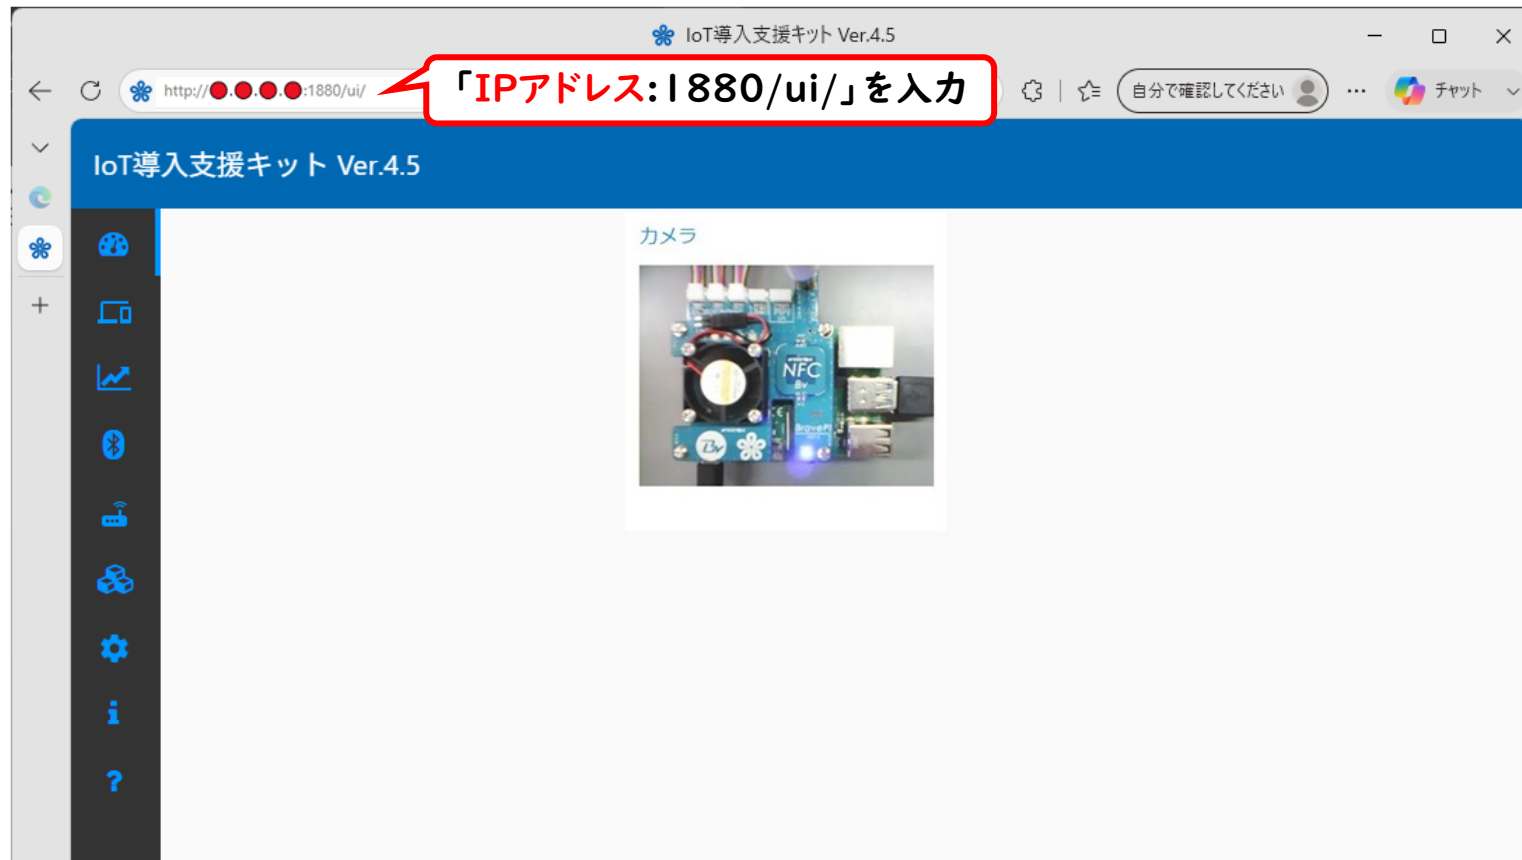 IoT導入支援キット Ver.4.5
http://●.●.●.●:1880/ui/
「IPアドレス:1880/ui/」を入力
自分で確認してください
チャット
IoT導入支援キット Ver.4.5
カメラ
NFC
Bv
BravePI
Bv